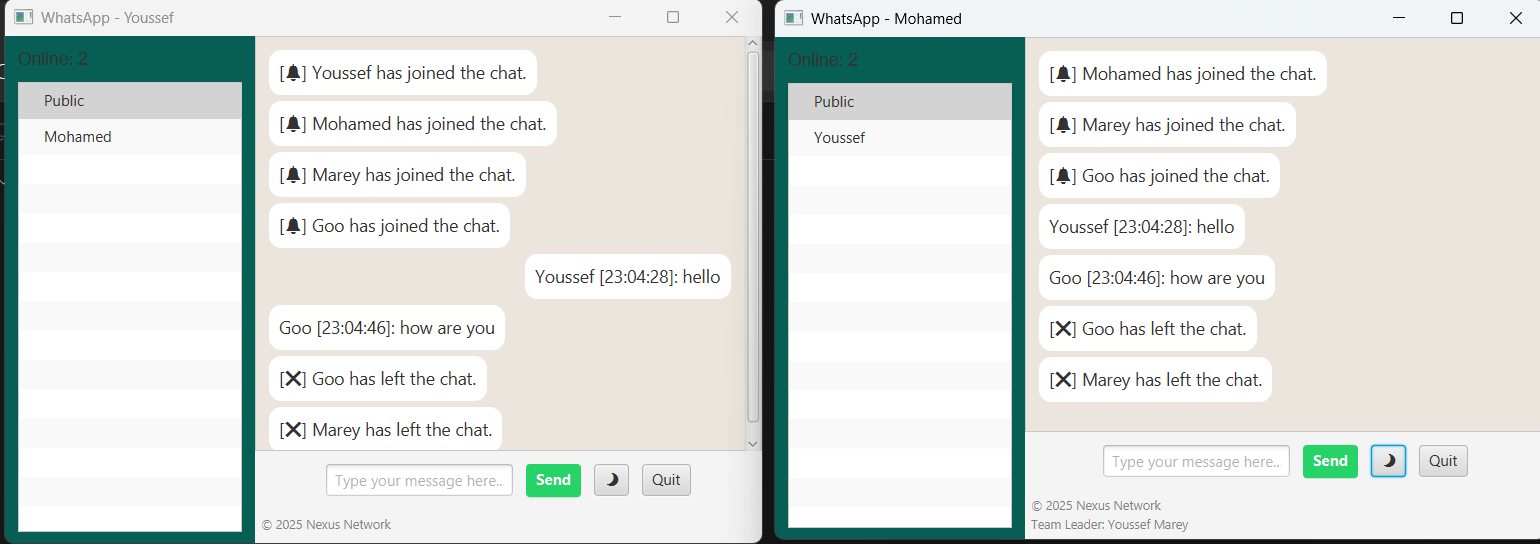 WhatsApp - Youssef
Online: 2
Public
Mohamed
[🔔] Youssef has joined the chat.
[🔔] Mohamed has joined the chat.
[🔔] Marey has joined the chat.
[🔔] Goo has joined the chat.
Youssef [23:04:28]: hello
Goo [23:04:46]: how are you
[❌] Goo has left the chat.
[❌] Marey has left the chat.
Type your message here..
Send
Quit
© 2025 Nexus Network
WhatsApp - Mohamed
Online: 2
Public
Youssef
[🔔] Mohamed has joined the chat.
[🔔] Marey has joined the chat.
[🔔] Goo has joined the chat.
Youssef [23:04:28]: hello
Goo [23:04:46]: how are you
[❌] Goo has left the chat.
[❌] Marey has left the chat.
Type your message here..
Send
Quit
© 2025 Nexus Network
Team Leader: Youssef Marey